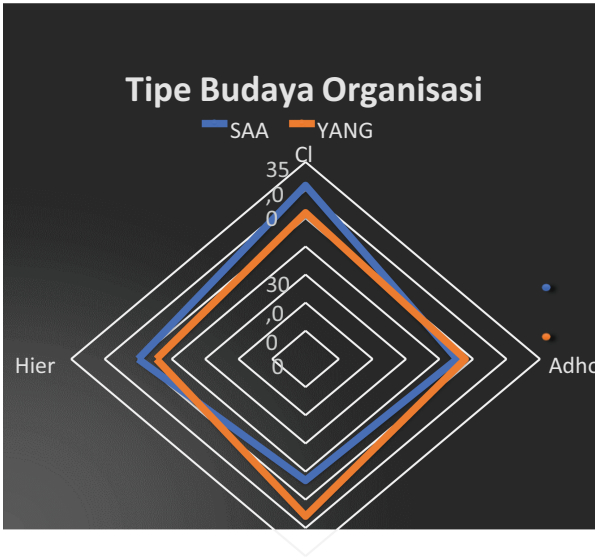 Tipe Budaya Organisasi
SAA YANG
Cl
35
,0
0
30
,0
0
0
Hier
Adho